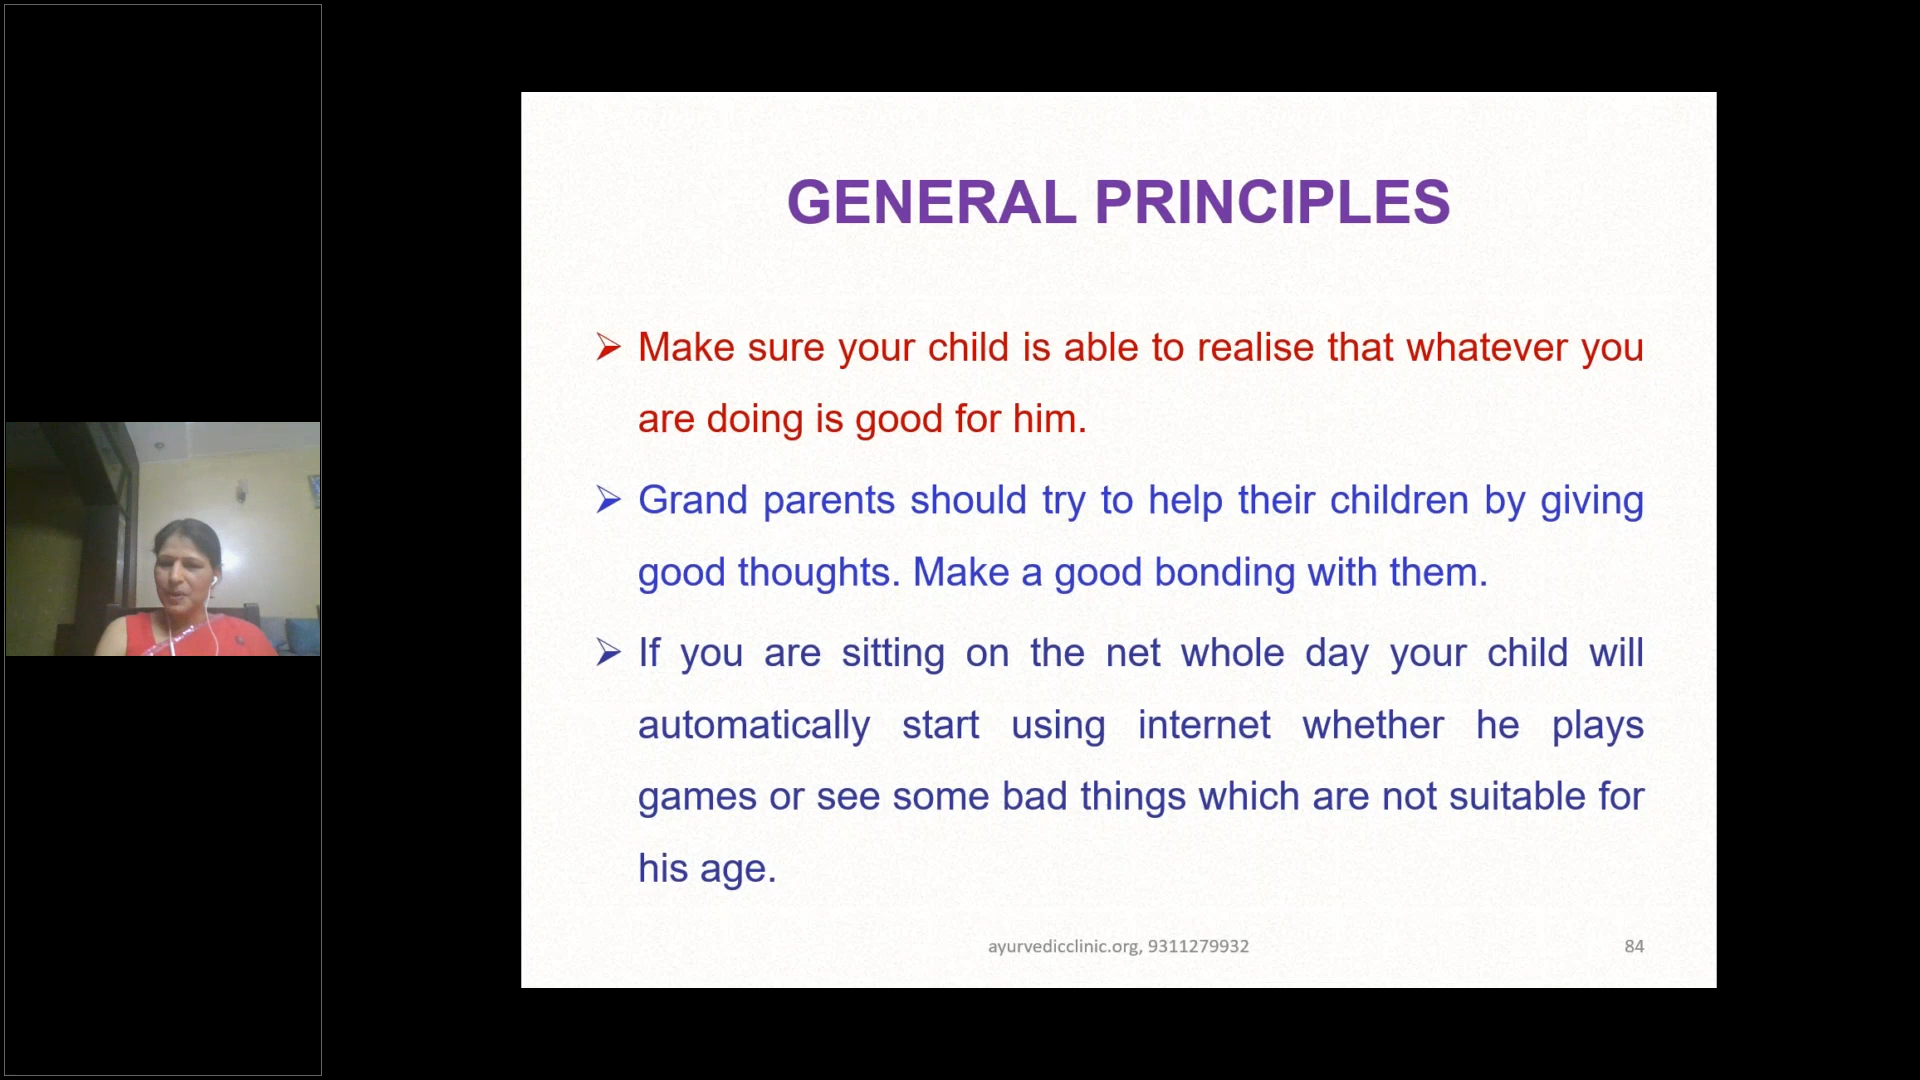 GENERAL PRINCIPLES
➢ Make sure your child is able to realise that whatever you
are doing is good for him.
➢ Grand parents should try to help their children by giving
good thoughts. Make a good bonding with them.
➢ If you are sitting on the net whole day your child will
automatically start using internet whether he plays
games or see some bad things which are not suitable for
his age.
ayurvedicclinic.org, 9311279932
84